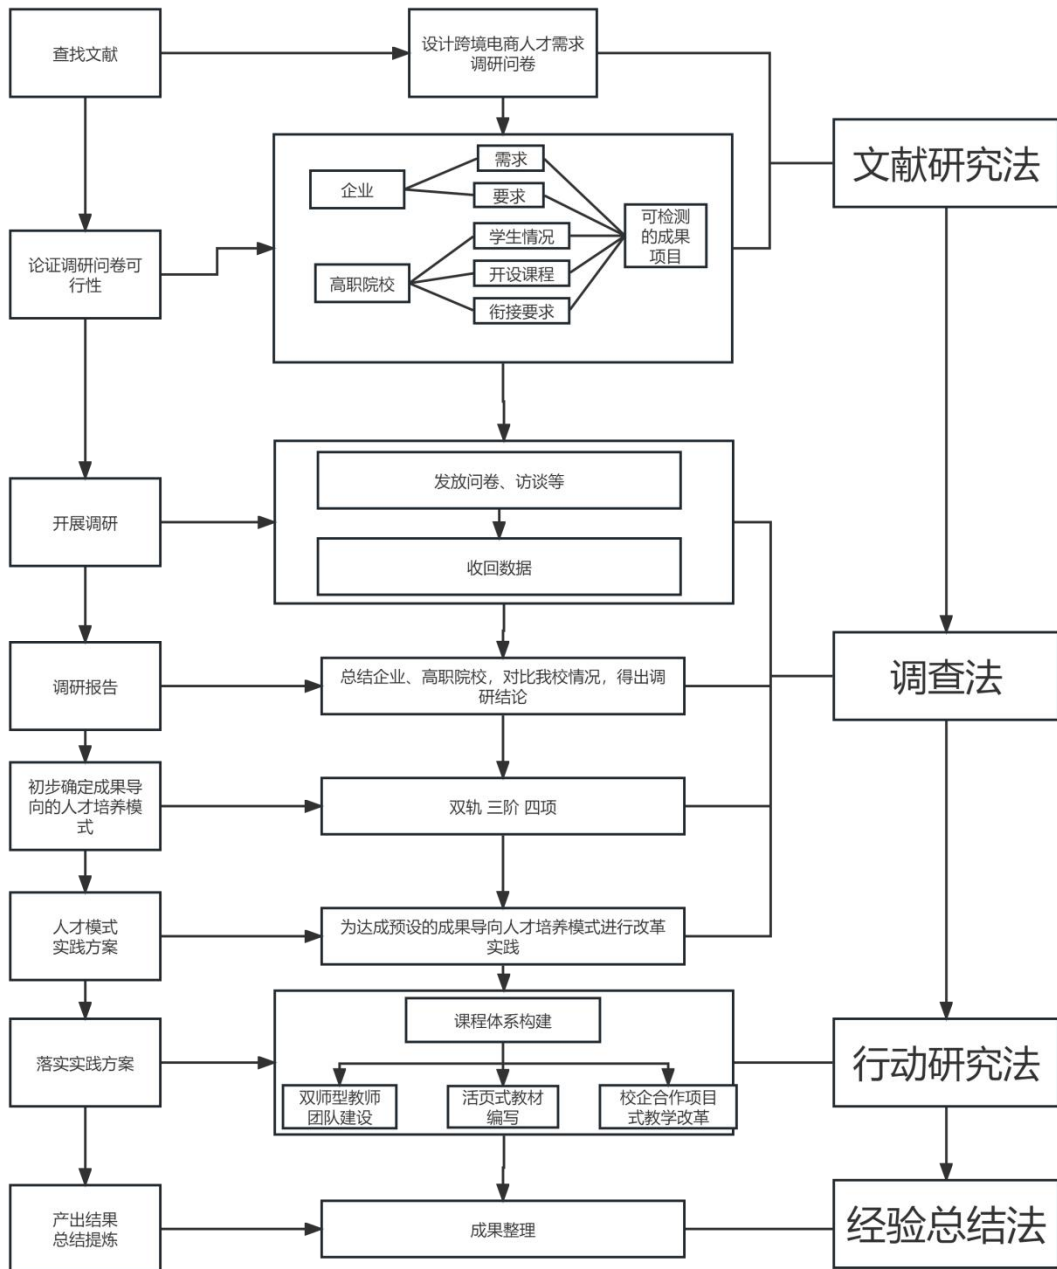 查找文献
设计跨境电商人才需求
调研问卷
文献研究法
企业
需求
要求
可检测
的成果
项目
论证调研问卷可
行性
高职院校
学生情况
开设课程
衔接要求
开展调研
发放问卷、访谈等
收回数据
调查法
调研报告
总结企业、高职院校，对比我校情况，得出调
研结论
初步确定成果导
向的人才培养模
式
双轨 三阶 四项
人才模式
实践方案
为达成预设的成果导向人才培养模式进行改革
实践
落实实践方案
课程体系构建
双师型教师
团队建设
活页式教材
编写
校企合作项目
式教学改革
行动研究法
产出结果
总结提炼
成果整理
经验总结法